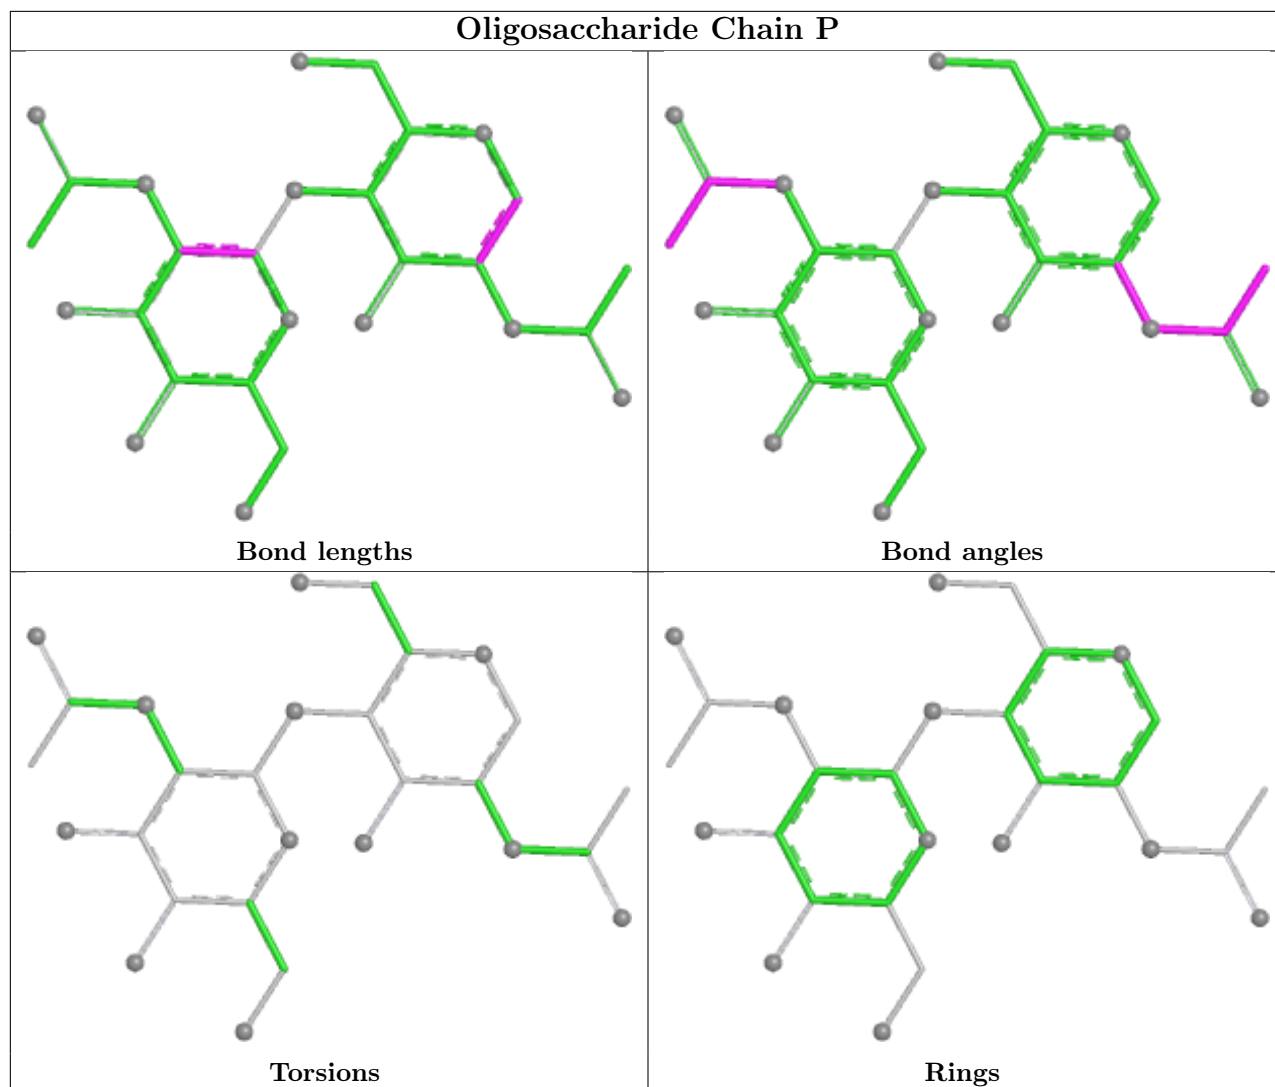 Oligosaccharide Chain P
Bond lengths
Bond angles
Torsions
Rings